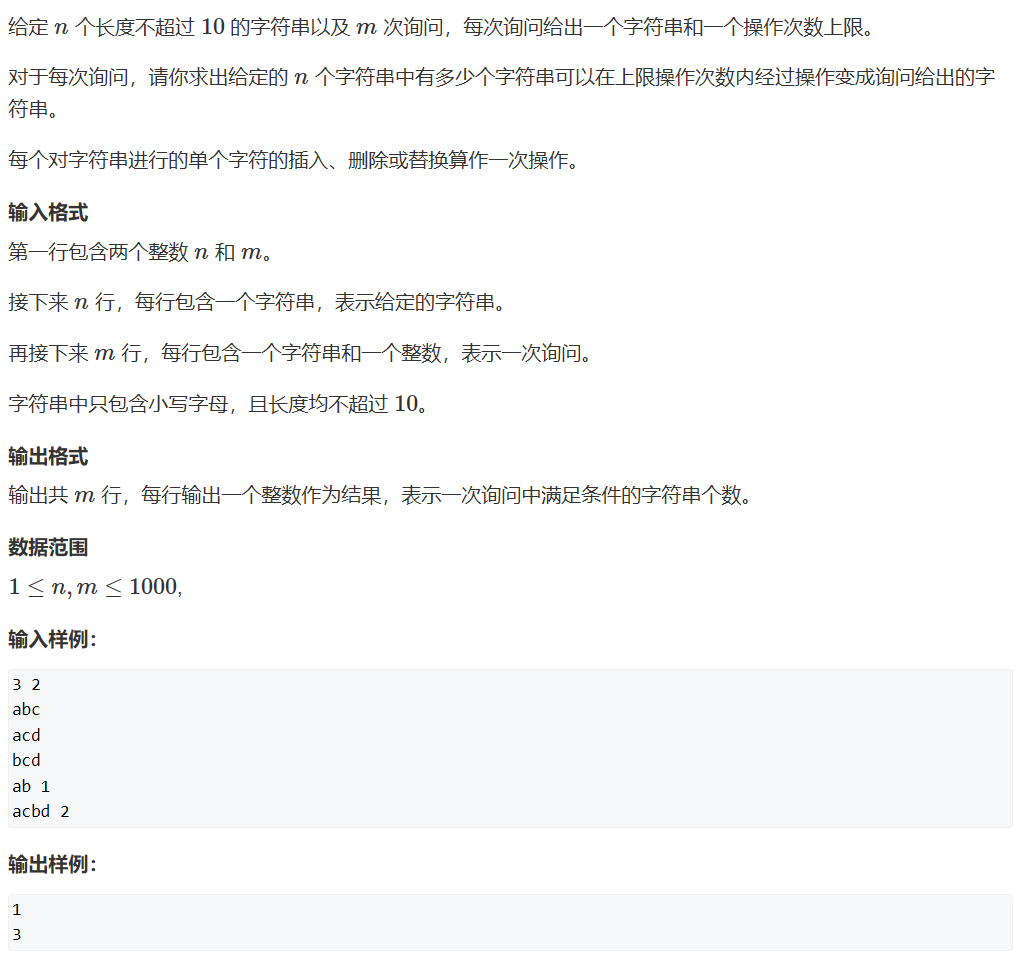 给定 n 个长度不超过 10 的字符串以及 m 次询问，每次询问给出一个字符串和一个操作次数上限。
对于每次询问，请你求出给定的 n 个字符串中有多少个字符串可以在上限操作次数内经过操作变成询问给出的字
符串。
每个对字符串进行的单个字符的插入、删除或替换算作一次操作。
输入格式
第一行包含两个整数 n 和 m。
接下来 n 行，每行包含一个字符串，表示给定的字符串。
再接下来 m 行，每行包含一个字符串和一个整数，表示一次询问。
字符串中只包含小写字母，且长度均不超过 10。
输出格式
输出共 m 行，每行输出一个整数作为结果，表示一次询问中满足条件的字符串个数。
数据范围
1 ≤ n, m ≤ 1000,
输入样例：
3 2
abc
acd
bcd
ab 1
acbd 2
输出样例：
1
3